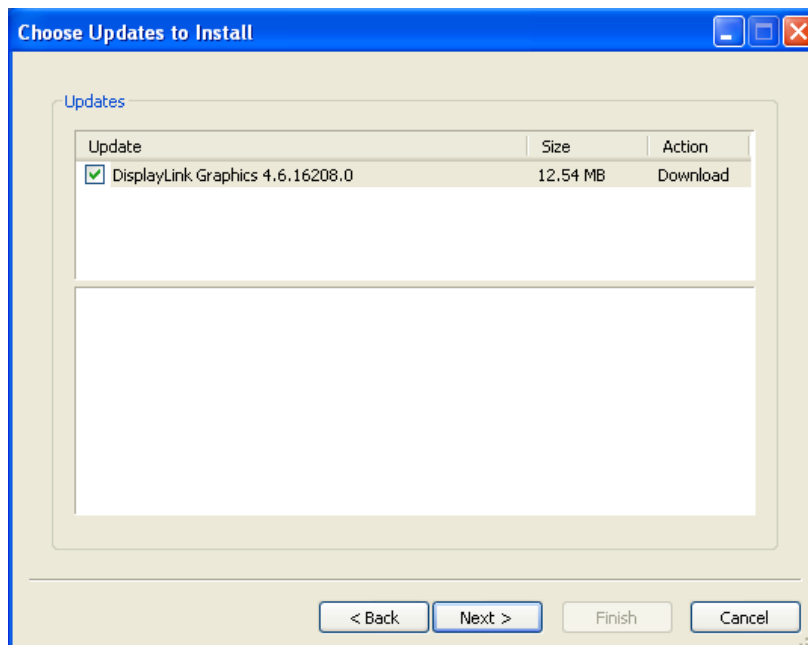 Choose Updates to Install
Updates
Update Size Action
DisplayLink Graphics 4.6.16208.0 12.54 MB Download
< Back Next > Finish Cancel